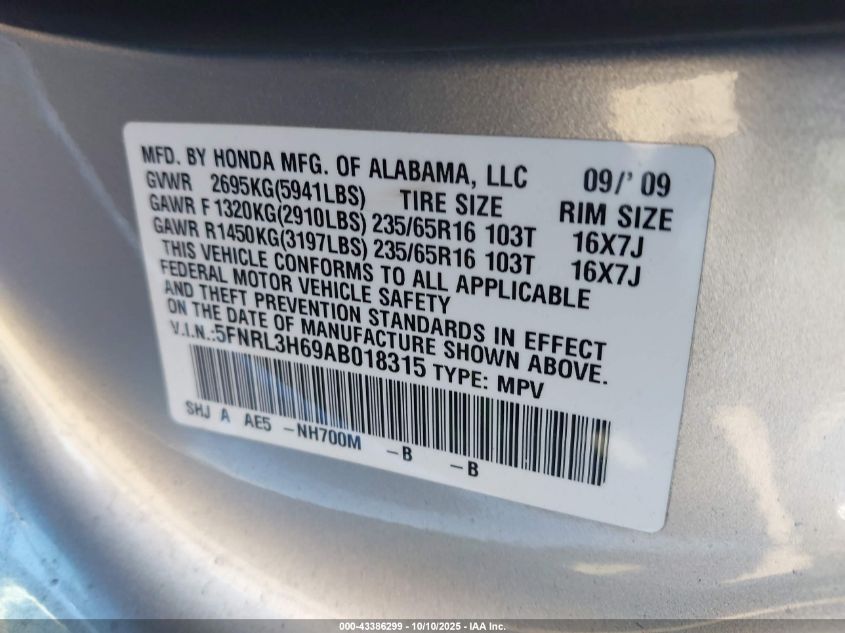 MFD. BY HONDA MFG. OF ALABAMA, LLC 09/' 09
GVWR 2695KG(5941LBS) TIRE SIZE RIM SIZE
GAWR F 1320KG(2910LBS) 235/65R16 103T 16X7J
GAWR R1450KG(3197LBS) 235/65R16 103T 16X7J
THIS VEHICLE CONFORMS TO ALL APPLICABLE
FEDERAL MOTOR VEHICLE SAFETY
AND THEFT PREVENTION STANDARDS IN EFFECT
ON THE DATE OF MANUFACTURE SHOWN ABOVE.
V.I.N.:5FNRL3H69AB018315 TYPE: MPV
SHJ A AE5 -NH700M -B -B
000-43386299 - 10/10/2025 - IAA Inc.